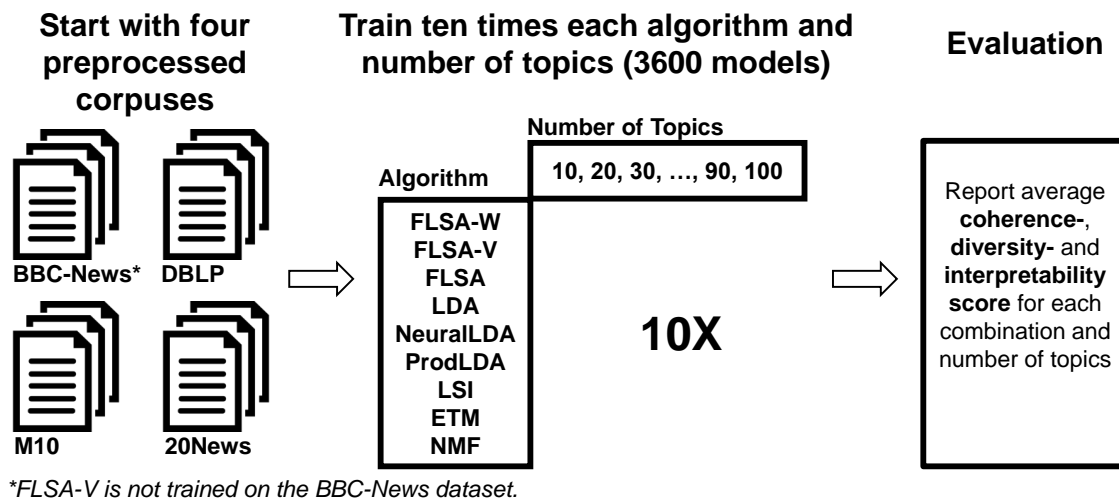 Start with four
preprocessed
corpuses
BBC-News*
DBLP
M10
20News
Train ten times each algorithm and
number of topics (3600 models)
Number of Topics
10, 20, 30, …, 90, 100
Algorithm
FLSA-W
FLSA-V
FLSA
LDA
NeuralLDA
ProdLDA
LSI
ETM
NMF
10X
Evaluation
Report average
coherence-,
diversity- and
interpretability
score for each
combination and
number of topics
*FLSA-V is not trained on the BBC-News dataset.